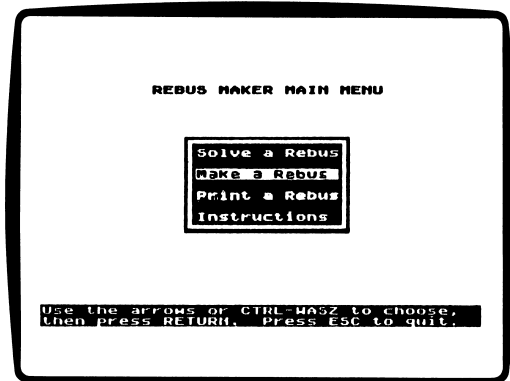 REBUS MAKER MAIN MENU
Solve a Rebus
Make a Rebus
Print a Rebus
Instructions
Use the arrows or CTRL-WASZ to choose,
then press RETURN. Press ESC to quit.